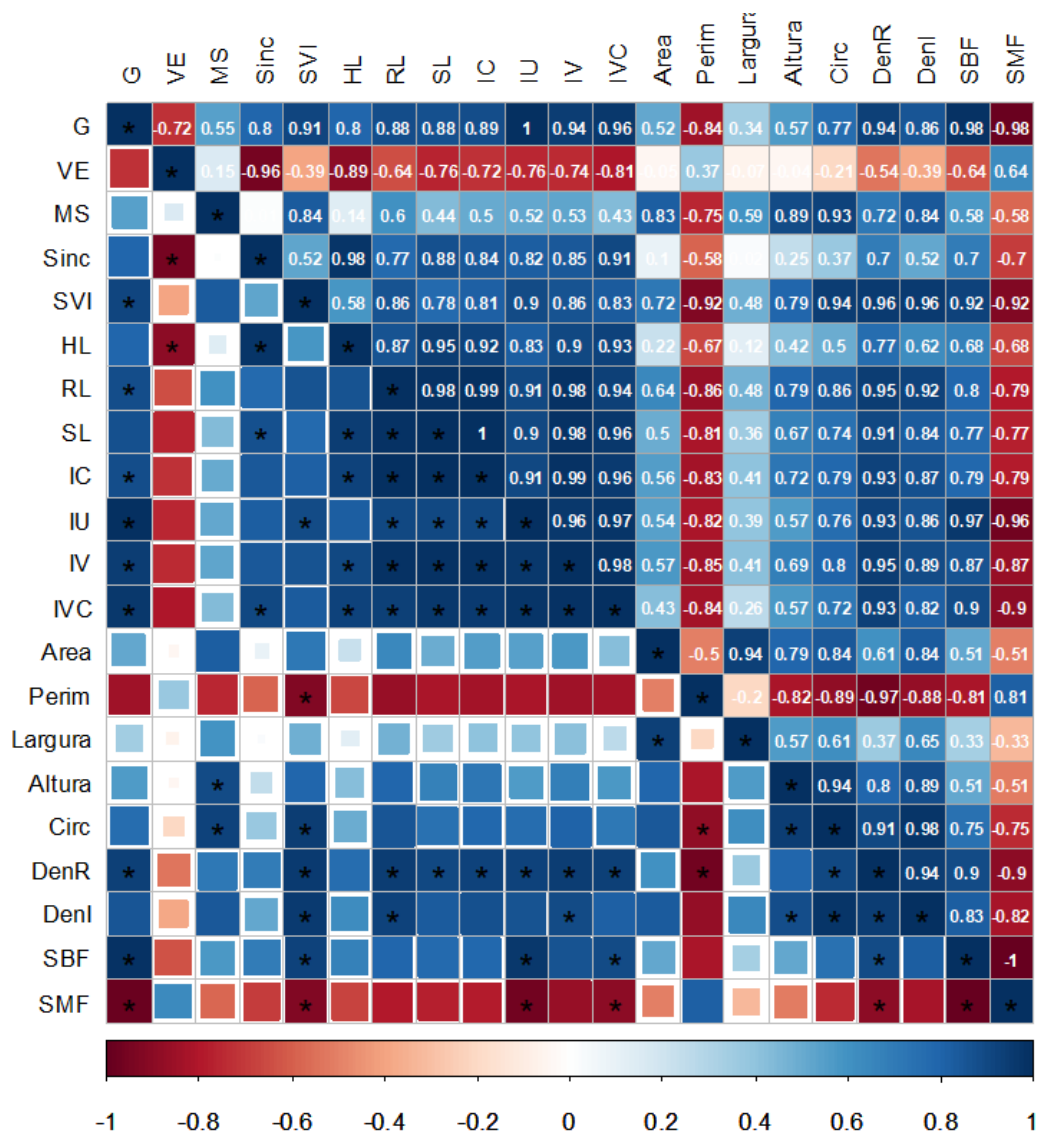 G VE MS Sinc SVI HL RL SL IC IU IV IVC Area Perim Largura Altura Circ DenR DenI SBF SMF
G * -0.72 0.55 0.8 0.91 0.8 0.88 0.88 0.89 1 0.94 0.96 0.52 -0.84 0.34 0.57 0.77 0.94 0.86 0.98 -0.98
VE * 0.15 -0.96 -0.39 -0.89 -0.64 -0.76 -0.72 -0.76 -0.74 -0.81 0.37 -0.07 -0.21 -0.54 -0.39 -0.64 0.64
MS * 0.84 0.14 0.6 0.44 0.5 0.52 0.53 0.43 0.83 -0.75 0.59 0.89 0.93 0.72 0.84 0.58 -0.58
Sinc * * 0.52 0.98 0.77 0.88 0.84 0.82 0.85 0.91 0.1 -0.58 0.25 0.37 0.7 0.52 0.7 -0.7
SVI * * 0.58 0.86 0.78 0.81 0.9 0.86 0.83 0.72 -0.92 0.48 0.79 0.94 0.96 0.96 0.92 -0.92
HL * * * 0.87 0.95 0.92 0.83 0.9 0.93 0.22 -0.67 0.12 0.42 0.5 0.77 0.62 0.68 -0.68
RL * * 0.98 0.99 0.91 0.98 0.94 0.64 -0.86 0.48 0.79 0.86 0.95 0.92 0.8 -0.79
SL * * * * 1 0.9 0.98 0.96 0.5 -0.81 0.36 0.67 0.74 0.91 0.84 0.77 -0.77
IC * * * * * 0.91 0.99 0.96 0.56 -0.83 0.41 0.72 0.79 0.93 0.87 0.79 -0.79
IU * * * * * * 0.96 0.97 0.54 -0.82 0.39 0.57 0.76 0.93 0.86 0.97 -0.96
IV * * * * * * * 0.98 0.57 -0.85 0.41 0.69 0.8 0.95 0.89 0.87 -0.87
IVC * * * * * * * * * 0.43 -0.84 0.26 0.57 0.72 0.93 0.82 0.9 -0.9
Area * -0.5 0.94 0.79 0.84 0.61 0.84 0.51 -0.51
Perim * * -0.2 -0.82 -0.89 -0.97 -0.88 -0.81 0.81
Largura * * 0.57 0.61 0.37 0.65 0.33 -0.33
Altura * * 0.94 0.8 0.89 0.51 -0.51
Circ * * * * * 0.91 0.98 0.75 -0.75
DenR * * * * * * * * * * * 0.94 0.9 -0.9
DenI * * * * * * * 0.83 -0.82
SBF * * * * * * -1
SMF * * * * * * *
-1 -0.8 -0.6 -0.4 -0.2 0 0.2 0.4 0.6 0.8 1